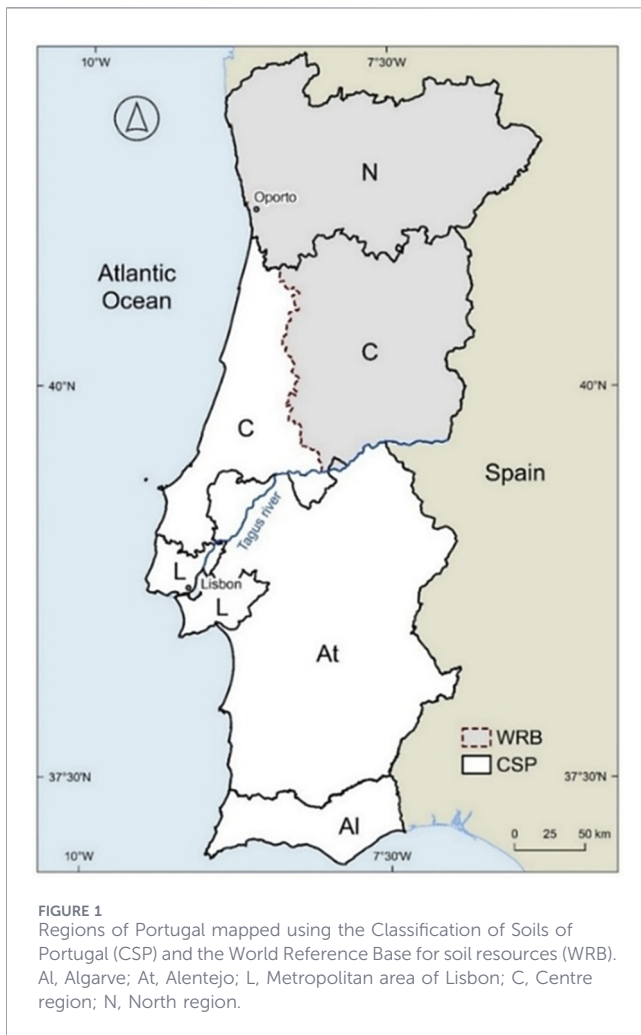 10°W
7°30'W
N
Oporto
Atlantic
Ocean
C
40°N
40°N
C
Spain
Tagus river
L
Lisbon
L
At
WRB
CSP
37°30'N
37°30'N
Al
0 25 50 km
10°W
7°30'W
FIGURE 1
Regions of Portugal mapped using the Classification of Soils of
Portugal (CSP) and the World Reference Base for soil resources (WRB).
Al, Algarve; At, Alentejo; L, Metropolitan area of Lisbon; C, Centre
region; N, North region.